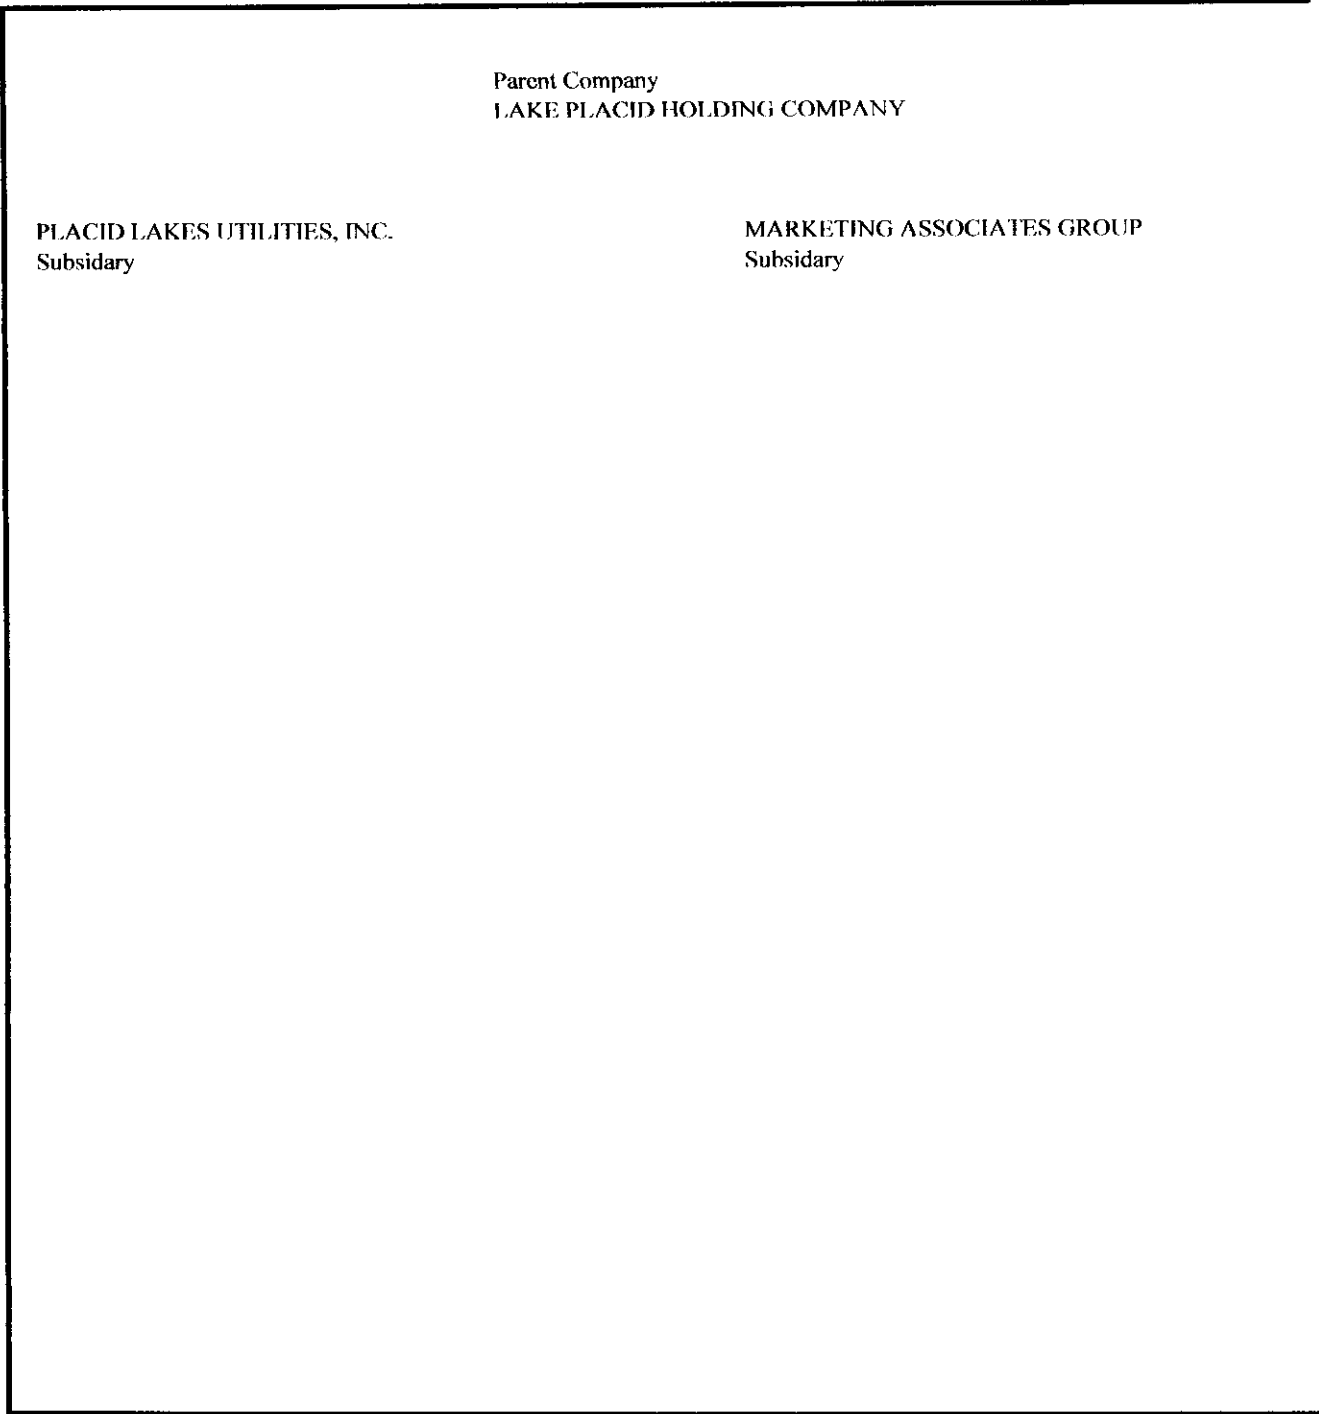 Parent Company
LAKE PLACID HOLDING COMPANY
PLACID LAKES UTILITIES, INC.
Subsidary
MARKETING ASSOCIATES GROUP
Subsidary